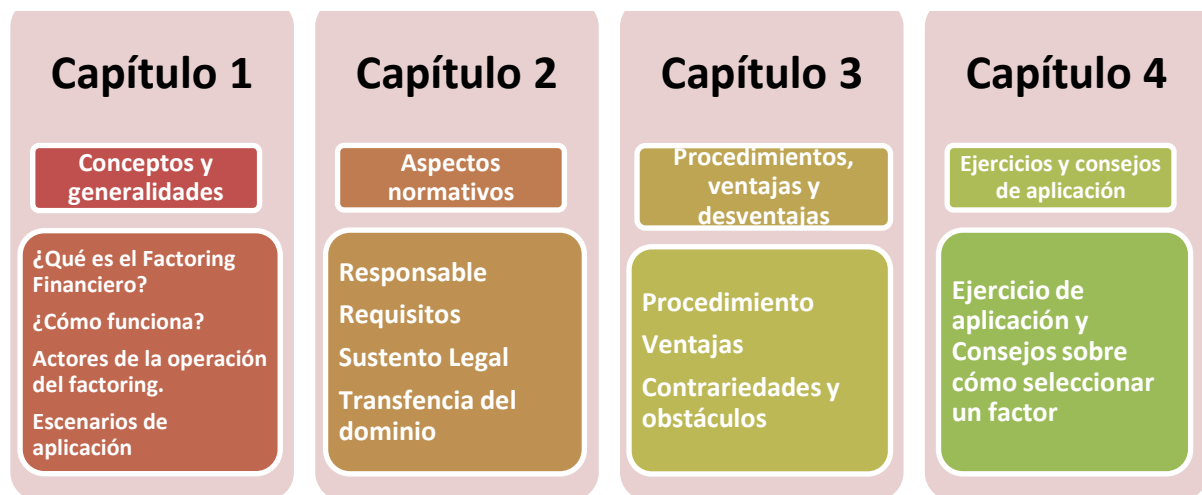 Capítulo 1
Conceptos y
generalidades
¿Qué es el Factoring
Financiero?
¿Cómo funciona?
Actores de la operación
del factoring.
Escenarios de
aplicación
Capítulo 2
Aspectos
normativos
Responsable
Requisitos
Sustento Legal
Transfencia del
dominio
Capítulo 3
Procedimientos,
ventajas y
desventajas
Procedimiento
Ventajas
Contrariedades y
obstáculos
Capítulo 4
Ejercicios y consejos
de aplicación
Ejercicio de
aplicación y
Consejos sobre
cómo seleccionar
un factor